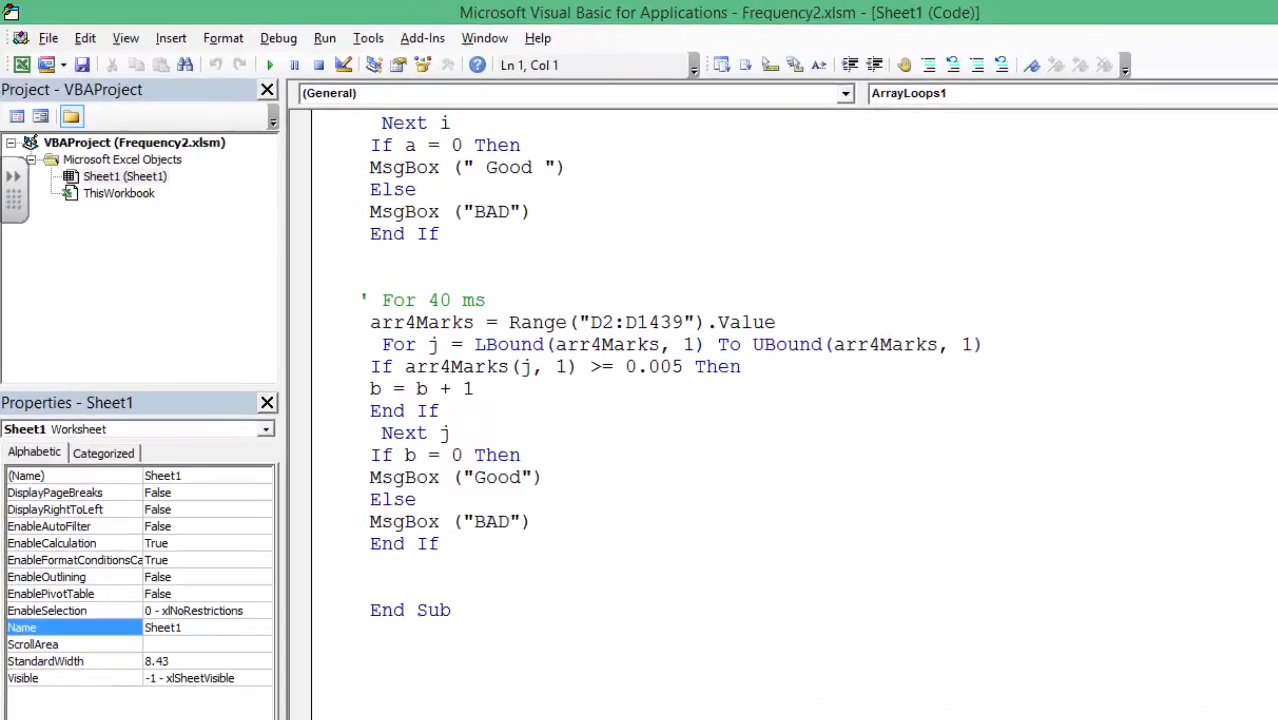 Microsoft Visual Basic for Applications - Frequency2.xlsm - [Sheet1 (Code)]
File Edit View Insert Format Debug Run Tools Add-Ins Window Help
Ln 1, Col 1
Project - VBAProject
(General) ArrayLoops1
VBAProject (Frequency2.xlsm)
Microsoft Excel Objects
Sheet1 (Sheet1)
ThisWorkbook
Properties - Sheet1
Sheet1 Worksheet
Alphabetic Categorized
(Name) Sheet1
DisplayPageBreaks False
DisplayRightToLeft False
EnableAutoFilter False
EnableCalculation True
EnableFormatConditionsCa True
EnableOutlining False
EnablePivotTable False
EnableSelection 0 - xlNoRestrictions
Name Sheet1
ScrollArea
StandardWidth 8.43
Visible -1 - xlSheetVisible
Next i
If a = 0 Then
MsgBox (" Good ")
Else
MsgBox ("BAD")
End If
' For 40 ms
arr4Marks = Range("D2:D1439").Value
For j = LBound(arr4Marks, 1) To UBound(arr4Marks, 1)
If arr4Marks(j, 1) >= 0.005 Then
b = b + 1
End If
Next j
If b = 0 Then
MsgBox ("Good")
Else
MsgBox ("BAD")
End If
End Sub